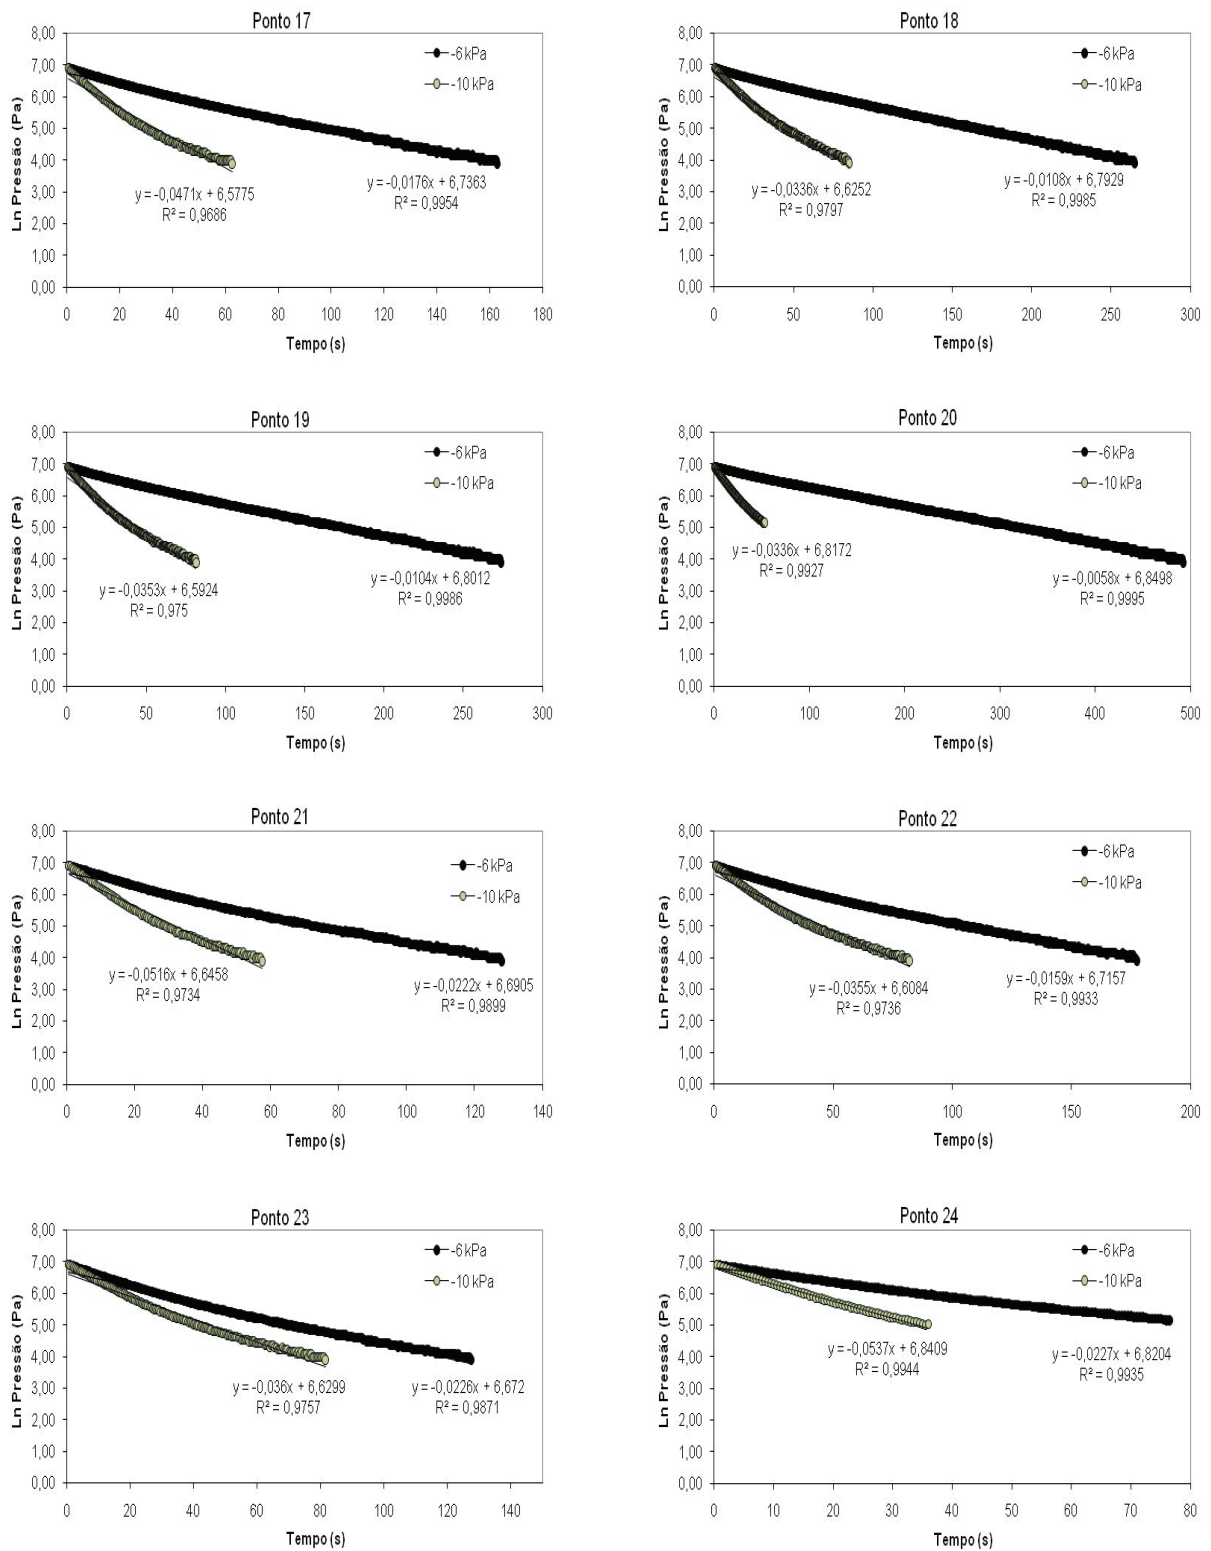 Ponto 17
8,00
7,00
6,00
5,00
4,00
3,00
2,00
1,00
0,00
Ln Pressão (Pa)
-6 kPa
-10 kPa
y = -0,0471x + 6,5775
R² = 0,9686
y = -0,0176x + 6,7363
R² = 0,9954
0 20 40 60 80 100 120 140 160 180
Tempo (s)
Ponto 18
8,00
7,00
6,00
5,00
4,00
3,00
2,00
1,00
0,00
Ln Pressão (Pa)
-6 kPa
-10 kPa
y = -0,0336x + 6,6252
R² = 0,9797
y = -0,0108x + 6,7929
R² = 0,9985
0 50 100 150 200 250 300
Tempo (s)
Ponto 19
8,00
7,00
6,00
5,00
4,00
3,00
2,00
1,00
0,00
Ln Pressão (Pa)
-6 kPa
-10 kPa
y = -0,0353x + 6,5924
R² = 0,975
y = -0,0104x + 6,8012
R² = 0,9986
0 50 100 150 200 250 300
Tempo (s)
Ponto 20
8,00
7,00
6,00
5,00
4,00
3,00
2,00
1,00
0,00
Ln Pressão (Pa)
-6 kPa
-10 kPa
y = -0,0336x + 6,8172
R² = 0,9927
y = -0,0058x + 6,8498
R² = 0,9995
0 100 200 300 400 500
Tempo (s)
Ponto 21
8,00
7,00
6,00
5,00
4,00
3,00
2,00
1,00
0,00
Ln Pressão (Pa)
-6 kPa
-10 kPa
y = -0,0516x + 6,6458
R² = 0,9734
y = -0,0222x + 6,6905
R² = 0,9899
0 20 40 60 80 100 120 140
Tempo (s)
Ponto 22
8,00
7,00
6,00
5,00
4,00
3,00
2,00
1,00
0,00
Ln Pressão (Pa)
-6 kPa
-10 kPa
y = -0,0355x + 6,6084
R² = 0,9736
y = -0,0159x + 6,7157
R² = 0,9933
0 50 100 150 200
Tempo (s)
Ponto 23
8,00
7,00
6,00
5,00
4,00
3,00
2,00
1,00
0,00
Ln Pressão (Pa)
-6 kPa
-10 kPa
y = -0,036x + 6,6299
R² = 0,9757
y = -0,0226x + 6,672
R² = 0,9871
0 20 40 60 80 100 120 140
Tempo (s)
Ponto 24
8,00
7,00
6,00
5,00
4,00
3,00
2,00
1,00
0,00
Ln Pressão (Pa)
-6 kPa
-10 kPa
y = -0,0537x + 6,8409
R² = 0,9944
y = -0,0227x + 6,8204
R² = 0,9935
0 10 20 30 40 50 60 70 80
Tempo (s)